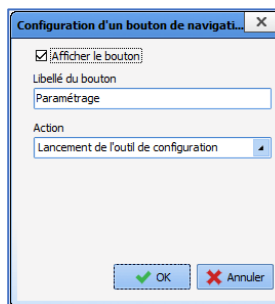 Configuration d'un bouton de navigati...
Afficher le bouton
Libellé du bouton
Paramétrage
Action
Lancement de l'outil de configuration
OK
Annuler